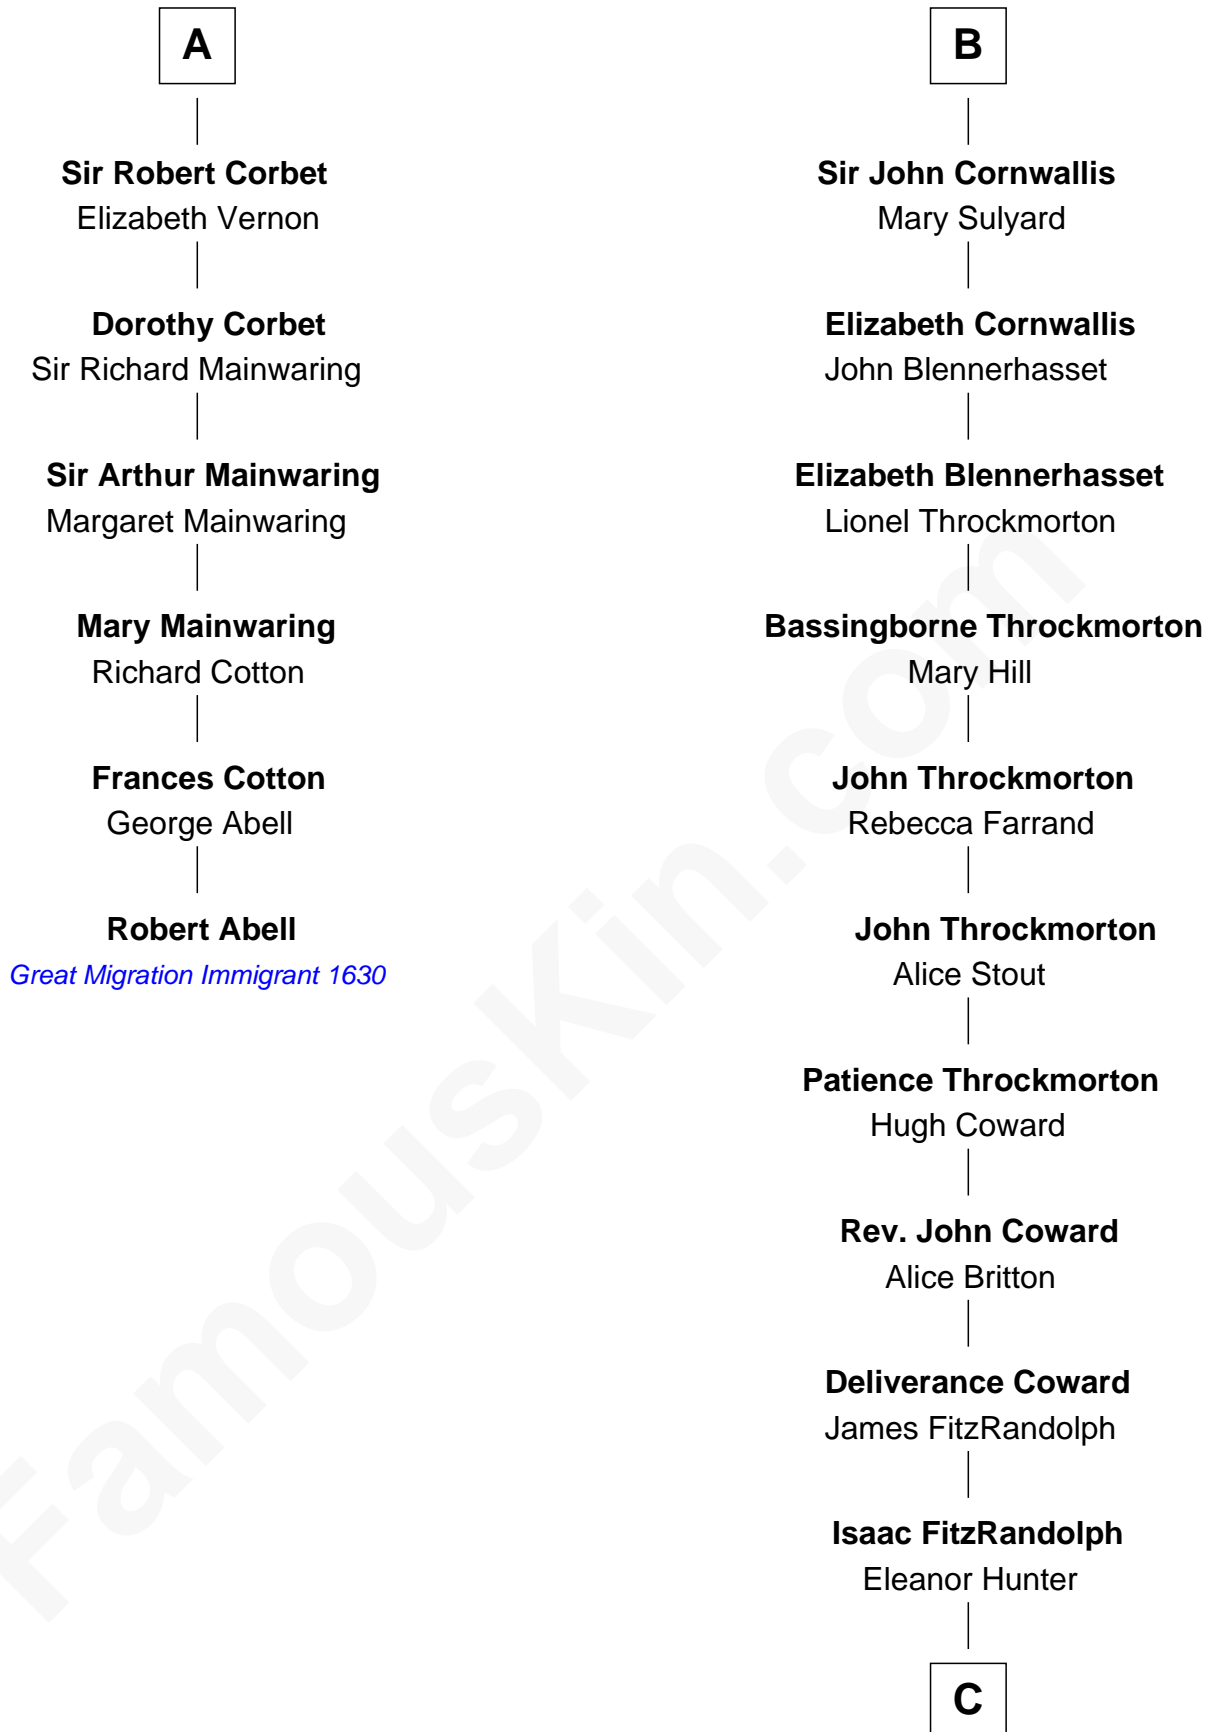 A
Sir Robert Corbet
Elizabeth Vernon
Dorothy Corbet
Sir Richard Mainwaring
Sir Arthur Mainwaring
Margaret Mainwaring
Mary Mainwaring
Richard Cotton
Frances Cotton
George Abell
Robert Abell
Great Migration Immigrant 1630
B
Sir John Cornwallis
Mary Sulyard
Elizabeth Cornwallis
John Blennerhasset
Elizabeth Blennerhasset
Lionel Throckmorton
Bassingborne Throckmorton
Mary Hill
John Throckmorton
Rebecca Farrand
John Throckmorton
Alice Stout
Patience Throckmorton
Hugh Coward
Rev. John Coward
Alice Britton
Deliverance Coward
James FitzRandolph
Isaac FitzRandolph
Eleanor Hunter
C
FamousKin.com